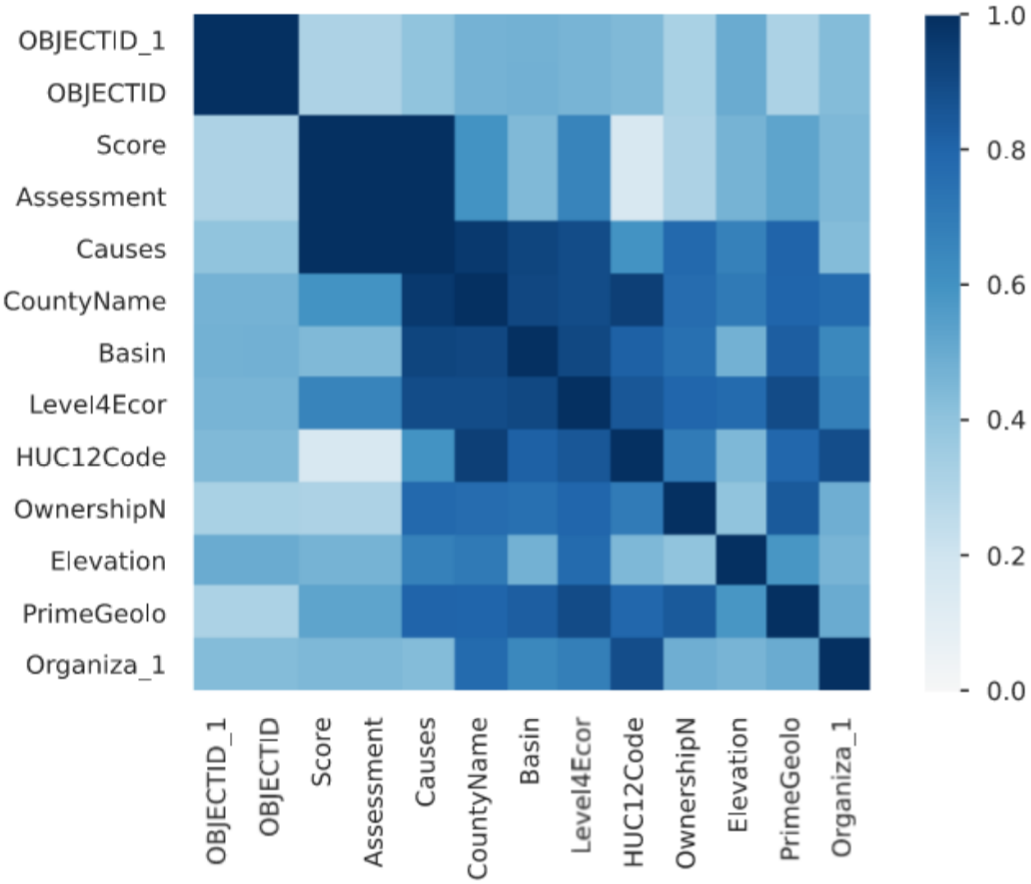 OBJECTID_1
OBJECTID
Score
Assessment
Causes
CountyName
Basin
Level4Ecor
HUC12Code
OwnershipN
Elevation
PrimeGeolo
Organiza_1
1.0
0.8
0.6
0.4
0.2
0.0
OBJECTID_1
OBJECTID
Score
Assessment
Causes
CountyName
Basin
Level4Ecor
HUC12Code
OwnershipN
Elevation
PrimeGeolo
Organiza_1